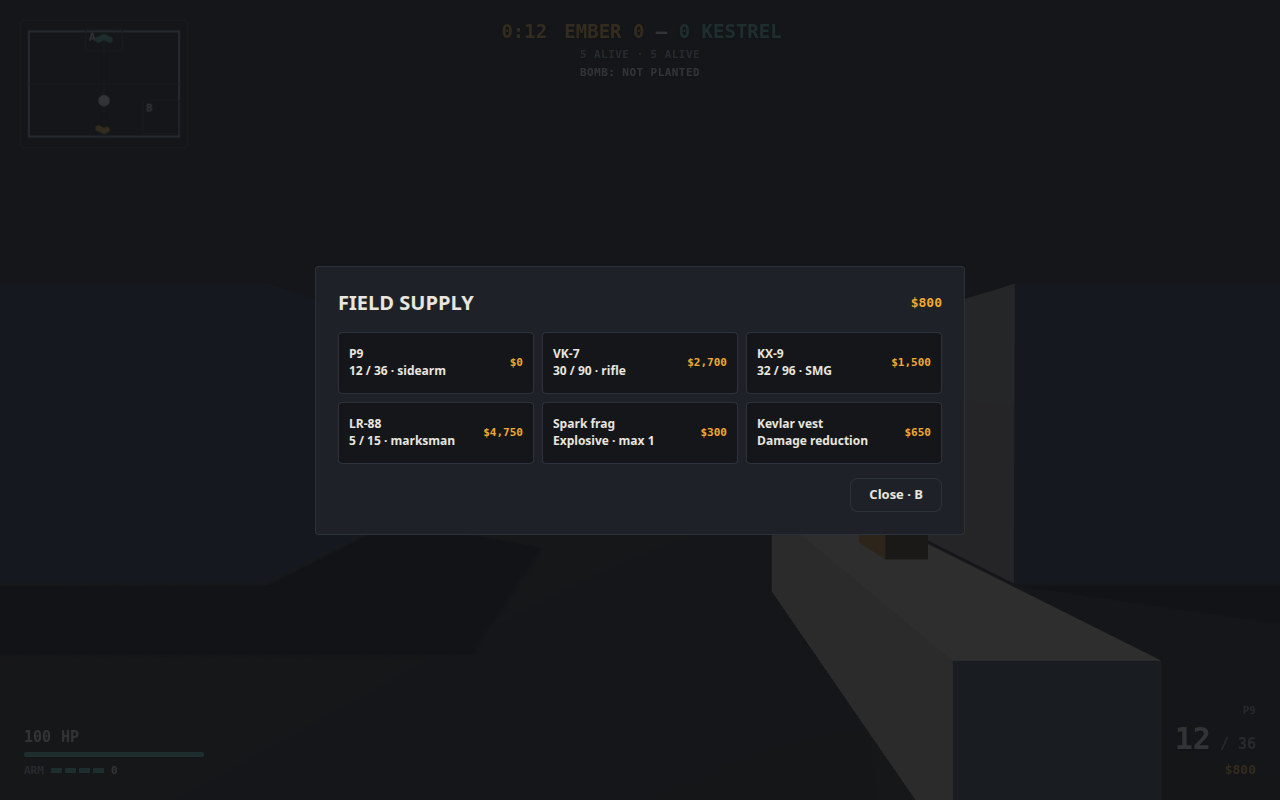 A
B
0:12 EMBER 0 — 0 KESTREL
5 ALIVE · 5 ALIVE
BOMB: NOT PLANTED
FIELD SUPPLY $800
P9
12 / 36 · sidearm
$0
VK-7
30 / 90 · rifle
$2,700
KX-9
32 / 96 · SMG
$1,500
LR-88
5 / 15 · marksman
$4,750
Spark frag
Explosive · max 1
$300
Kevlar vest
Damage reduction
$650
Close · B
100 HP
ARM 0
P9
12 / 36
$800